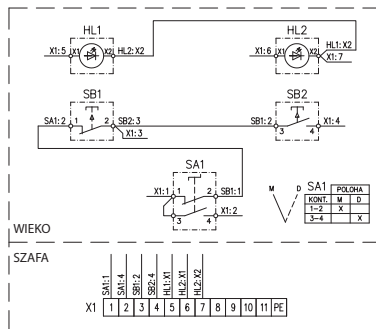 HL1
HL2
X1:5 X1 X2 HL2:X2
X1:6 X1 X2 HL1:X2
X1:7
SB1
SB2
SA1:2 1 2 SB2:3
X1:3
SB1:2 3 4 X1:4
SA1
X1:1 1 2 SB1:1
3 4 X1:2
M D SA1 POLOHA
KONT. M D
1-2 X
3-4 X
WIEKO
SZAFA
SA1:1 SA1:4 SB1:2 SB2:4 HL1:X1 HL2:X1 HL2:X2
X1 1 2 3 4 5 6 7 8 9 10 11 PE